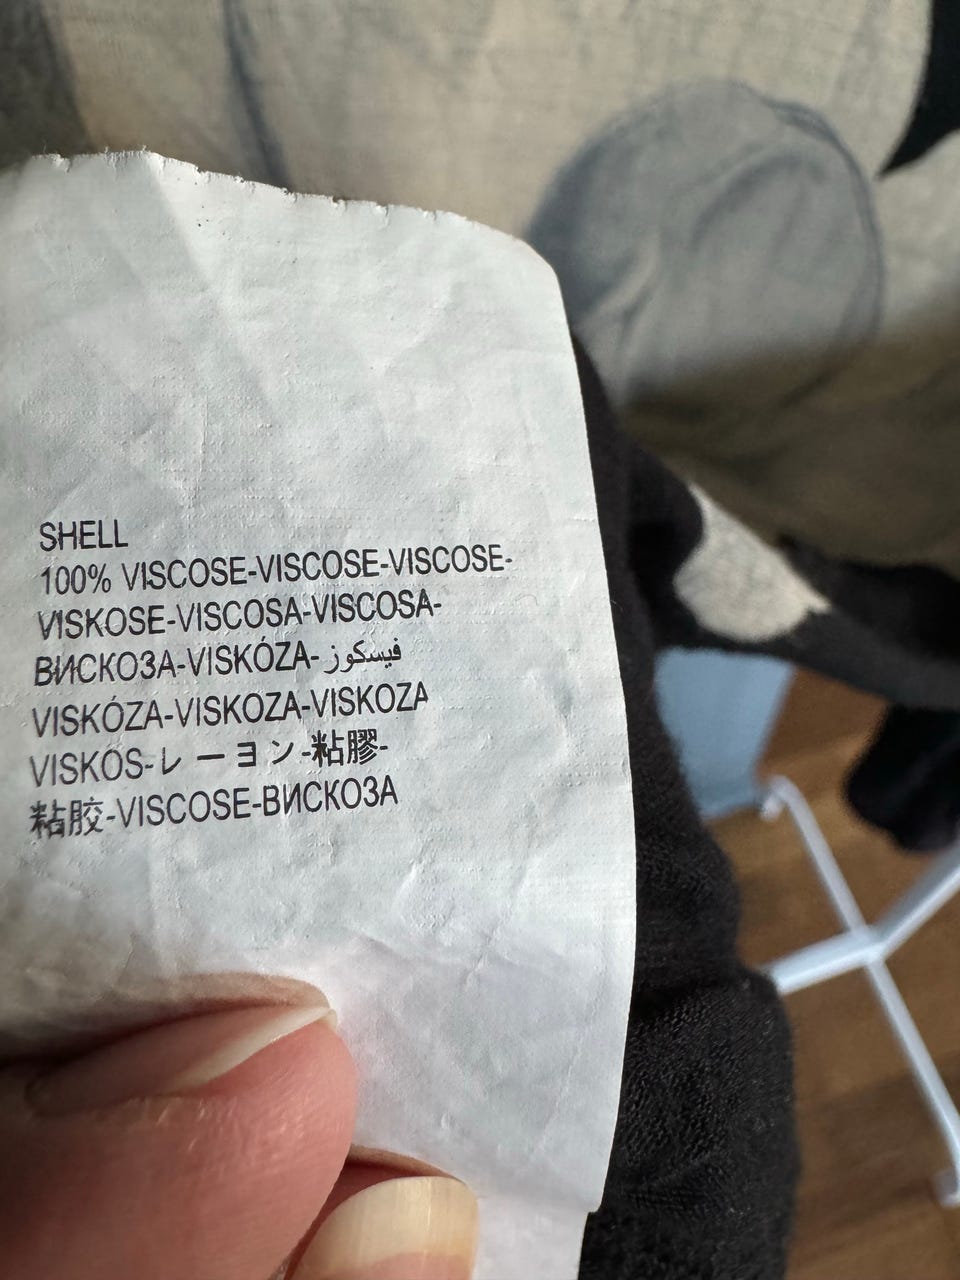 SHELL
100% VISCOSE-VISCOSE-VISCOSE-
VISKOSE-VISCOSA-VISCOSA-
ВИСКОЗА-VISKÓZA-فيسكوز
VISKÓZA-VISKOZA-VISKOZA
VISKOS-レーヨン-粘膠-
粘胶-VISCOSE-ВИСКОЗА